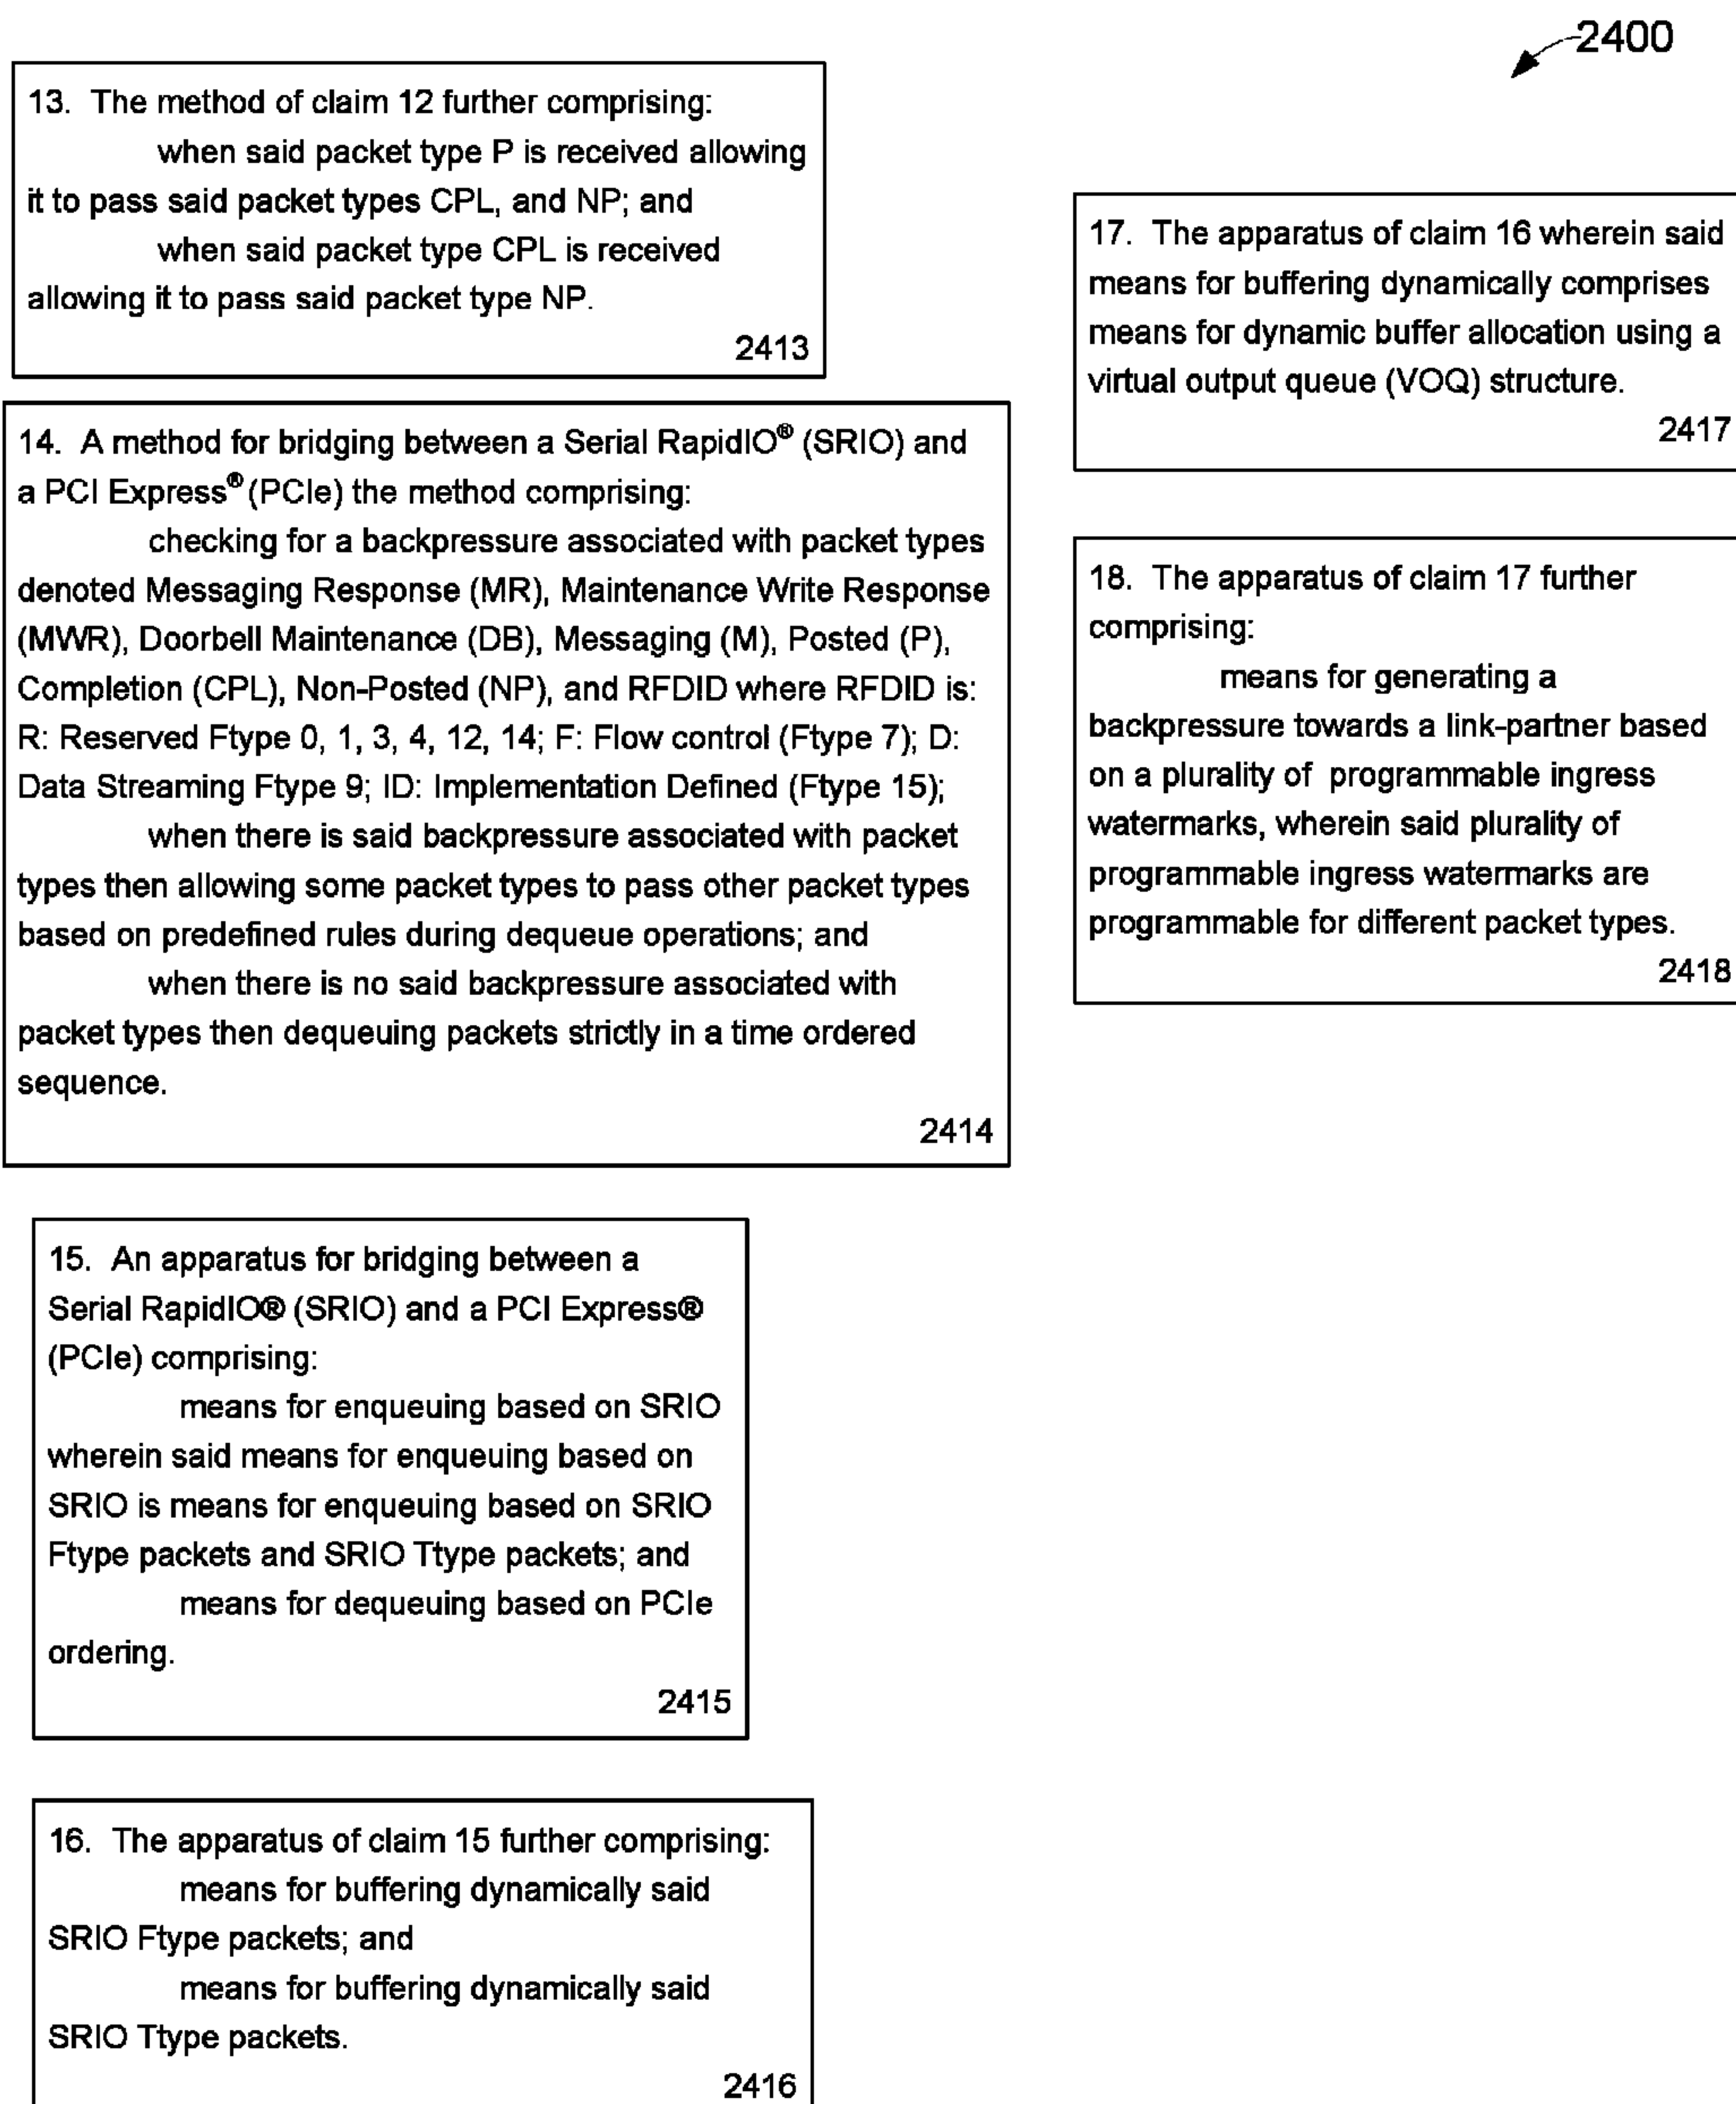 2400
13. The method of claim 12 further comprising:
when said packet type P is received allowing
it to pass said packet types CPL, and NP; and
when said packet type CPL is received
allowing it to pass said packet type NP.
2413
14. A method for bridging between a Serial RapidIO® (SRIO) and
a PCI Express® (PCIe) the method comprising:
checking for a backpressure associated with packet types
denoted Messaging Response (MR), Maintenance Write Response
(MWR), Doorbell Maintenance (DB), Messaging (M), Posted (P),
Completion (CPL), Non-Posted (NP), and RFDID where RFDID is:
R: Reserved Ftype 0, 1, 3, 4, 12, 14; F: Flow control (Ftype 7); D:
Data Streaming Ftype 9; ID: Implementation Defined (Ftype 15);
when there is said backpressure associated with packet
types then allowing some packet types to pass other packet types
based on predefined rules during dequeue operations; and
when there is no said backpressure associated with
packet types then dequeuing packets strictly in a time ordered
sequence.
2414
15. An apparatus for bridging between a
Serial RapidIO® (SRIO) and a PCI Express®
(PCIe) comprising:
means for enqueuing based on SRIO
wherein said means for enqueuing based on
SRIO is means for enqueuing based on SRIO
Ftype packets and SRIO Ttype packets; and
means for dequeuing based on PCIe
ordering.
2415
16. The apparatus of claim 15 further comprising:
means for buffering dynamically said
SRIO Ftype packets; and
means for buffering dynamically said
SRIO Ttype packets.
2416
17. The apparatus of claim 16 wherein said
means for buffering dynamically comprises
means for dynamic buffer allocation using a
virtual output queue (VOQ) structure.
2417
18. The apparatus of claim 17 further
comprising:
means for generating a
backpressure towards a link-partner based
on a plurality of programmable ingress
watermarks, wherein said plurality of
programmable ingress watermarks are
programmable for different packet types.
2418